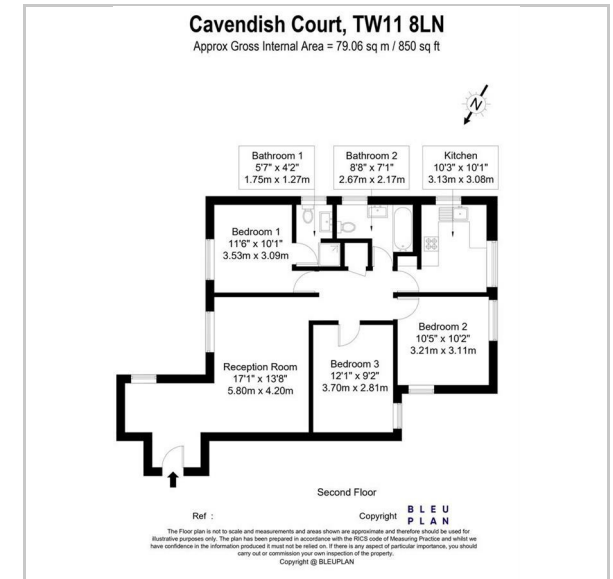 Cavendish Court, TW11 8LN
Approx Gross Internal Area = 79.06 sq m / 850 sq ft
N
Bathroom 1
5'7" x 4'2"
1.75m x 1.27m
Bathroom 2
8'8" x 7'1"
2.67m x 2.17m
Kitchen
10'3" x 10'1"
3.13m x 3.08m
Bedroom 1
11'6" x 10'1"
3.53m x 3.09m
Bedroom 2
10'5" x 10'2"
3.21m x 3.11m
Reception Room
17'1" x 13'8"
5.80m x 4.20m
Bedroom 3
12'1" x 9'2"
3.70m x 2.81m
Second Floor
Ref :
Copyright
BLEU
PLAN
The Floor plan is not to scale and measurements and areas shown are approximate and therefore should be used for
illustrative purposes only. The plan has been prepared in accordance with the RICS code of Measuring Practice and whilst we
have confidence in the information produced it must not be relied on. If there is any aspect of particular importance, you should
carry out or commission your own inspection of the property.
Copyright @ BLEUPLAN